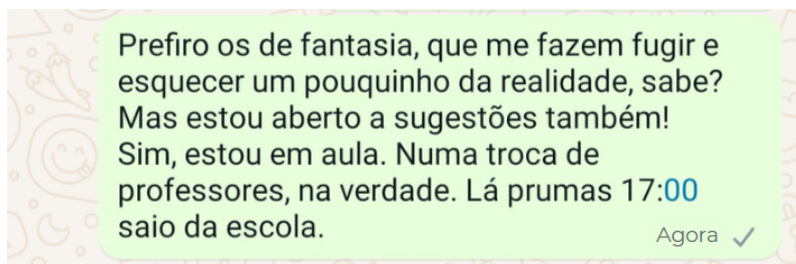 Prefiro os de fantasia, que me fazem fugir e
esquecer um pouquinho da realidade, sabe?
Mas estou aberto a sugestões também!
Sim, estou em aula. Numa troca de
professores, na verdade. Lá prumas 17:00
saio da escola.
Agora